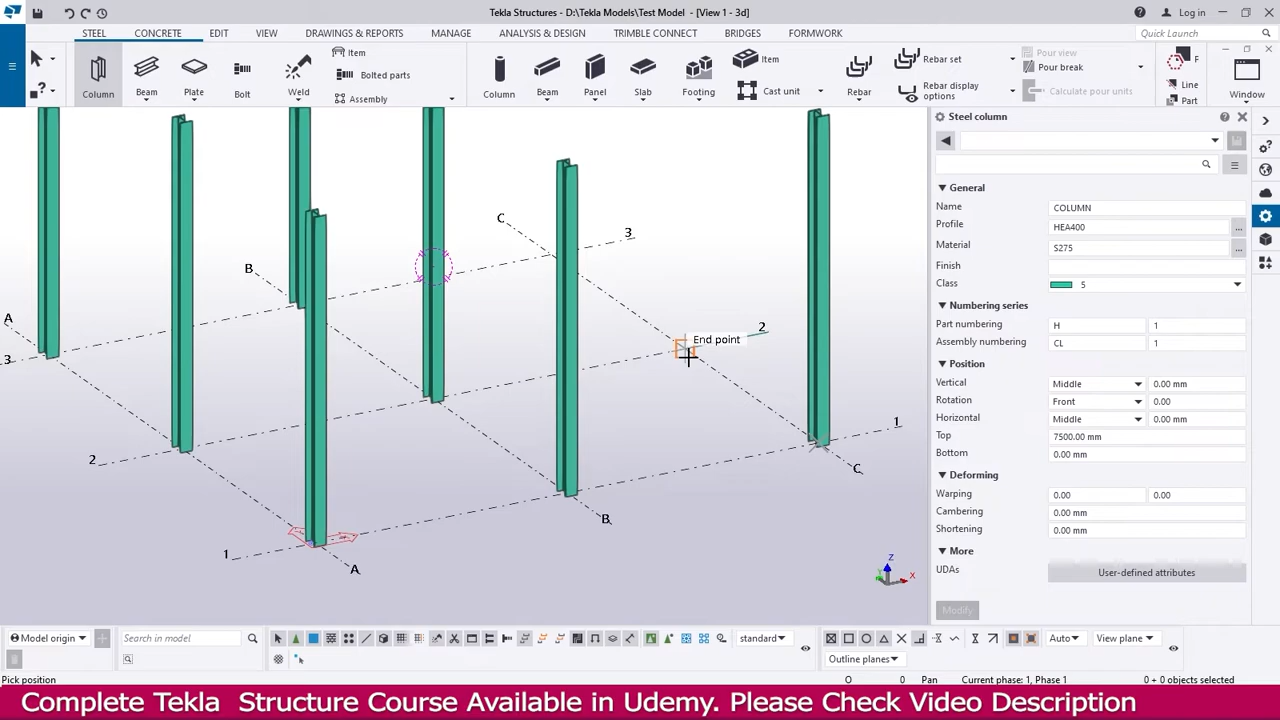 Tekla Structures - D:\Tekla Models\Test Model - [View 1 - 3d]
Log in
STEEL CONCRETE EDIT VIEW DRAWINGS & REPORTS MANAGE ANALYSIS & DESIGN TRIMBLE CONNECT BRIDGES FORMWORK
Quick Launch
Column Beam Plate Bolt Weld
Item
Bolted parts
Assembly
Column Beam Panel Slab Footing
Item
Cast unit
Rebar
Rebar set
Rebar display
options
Pour view
Pour break
Calculate pour units
F
Line
Part
Window
Steel column
General
Name COLUMN
Profile HEA400 ...
Material S275 ...
Finish
Class 5
Numbering series
Part numbering H 1
Assembly numbering CL 1
Position
Vertical Middle 0.00 mm
Rotation Front 0.00
Horizontal Middle 0.00 mm
Top 7500.00 mm
Bottom 0.00 mm
Deforming
Warping 0.00 0.00
Cambering 0.00 mm
Shortening 0.00 mm
More
UDAs User-defined attributes
Modify
C
3
B
A
3
2
End point
2
1
C
B
1
A
Z
X
Model origin
Search in model
standard
Auto
View plane
Outline planes
Pick position
O 0 Pan Current phase: 1, Phase 1 0 + 0 objects selected
Complete Tekla Structure Course Available in Udemy. Please Check Video Description